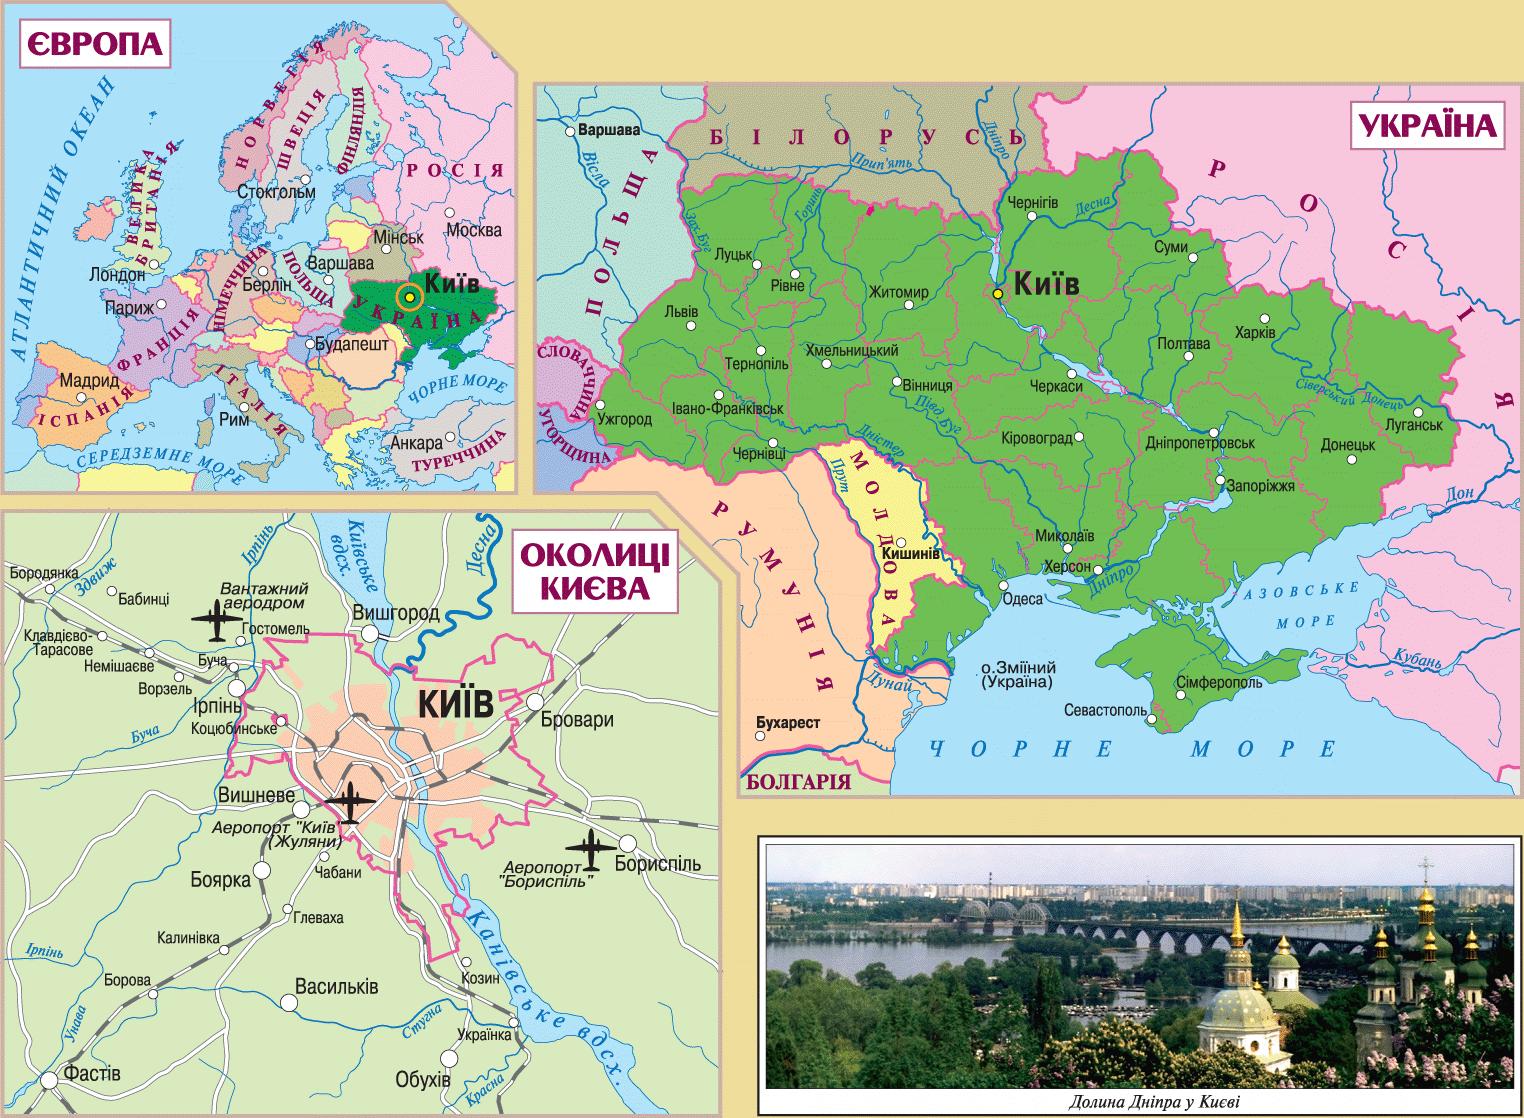 ЄВРОПА
АТЛАНТИЧНИЙ ОКЕАН
НОРВЕГІЯ
ШВЕЦІЯ
ФІНЛЯНДІЯ
РОСІЯ
ВЕЛИКА
БРИТАНІЯ
Стокгольм
Москва
Мінськ
Лондон
Варшава
Берлін
Київ
Париж
НІМЕЧЧИНА
ПОЛЬЩА
УКРАЇНА
ФРАНЦІЯ
Будапешт
Мадрид
ІСПАНІЯ
ІТАЛІЯ
Рим
ЧОРНЕ МОРЕ
Анкара
ТУРЕЧЧИНА
СЕРЕДЗЕМНЕ МОРЕ
УКРАЇНА
Варшава
БІЛОРУСЬ
Дніпро
Вісла
ПОЛЬЩА
Прип'ять
РОСІЯ
Горинь
Чернігів
Десна
Зах.Буг
Суми
Луцьк
Рівне
Житомир
Київ
Львів
Харків
Полтава
Тернопіль
Хмельницький
СЛОВАЧ-
ЧИНА
Вінниця
Черкаси
Сіверський Донець
Ужгород
Івано-Франківськ
Півд.Буг
Луганськ
УГОРЩИНА
Чернівці
Дністер
Кіровоград
Дніпропетровськ
Донецьк
Прут
МОЛДОВА
Запоріжжя
Дон
РУМУНІЯ
Кишинів
Миколаїв
Херсон
Дніпро
Одеса
АЗОВСЬКЕ
МОРЕ
о.Зміїний
(Україна)
Дунай
Кубань
Сімферополь
Севастополь
Бухарест
ЧОРНЕ МОРЕ
БОЛГАРІЯ
ОКОЛИЦІ
КИЄВА
Київське
вдсх.
Десна
Ірпінь
Здвиж
Бородянка
Бабинці
Вантажний
аеродром
Гостомель
Вишгород
Клавдієво-
Тарасове
Немішаєве
Буча
Ворзель
Ірпінь
Коцюбинське
КИЇВ
Бровари
Буча
Вишневе
Аеропорт "Київ"
(Жуляни)
Чабани
Аеропорт
"Бориспіль"
Бориспіль
Боярка
Глеваха
Калинівка
Ірпінь
Борова
Васильків
Козин
Канівське вдсх.
Стугна
Українка
Унава
Фастів
Обухів
Красна
Долина Дніпра у Києві